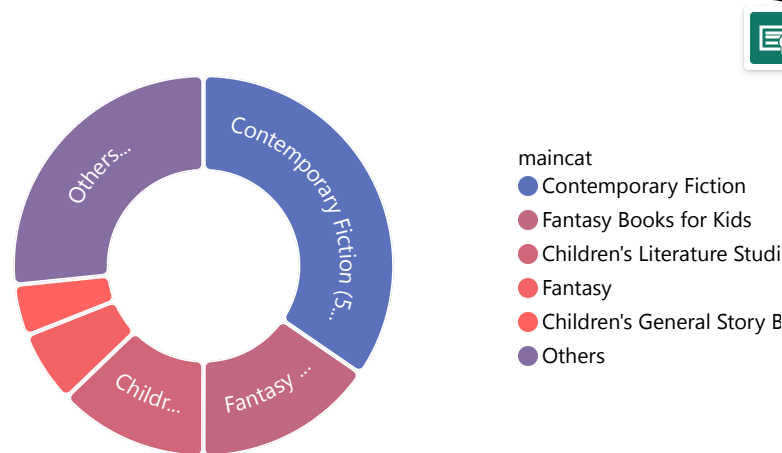 Others...
Contemporary Fiction (5...
Childr...
Fantasy ...
maincat
Contemporary Fiction
Fantasy Books for Kids
Children's Literature Studi
Fantasy
Children's General Story B
Others